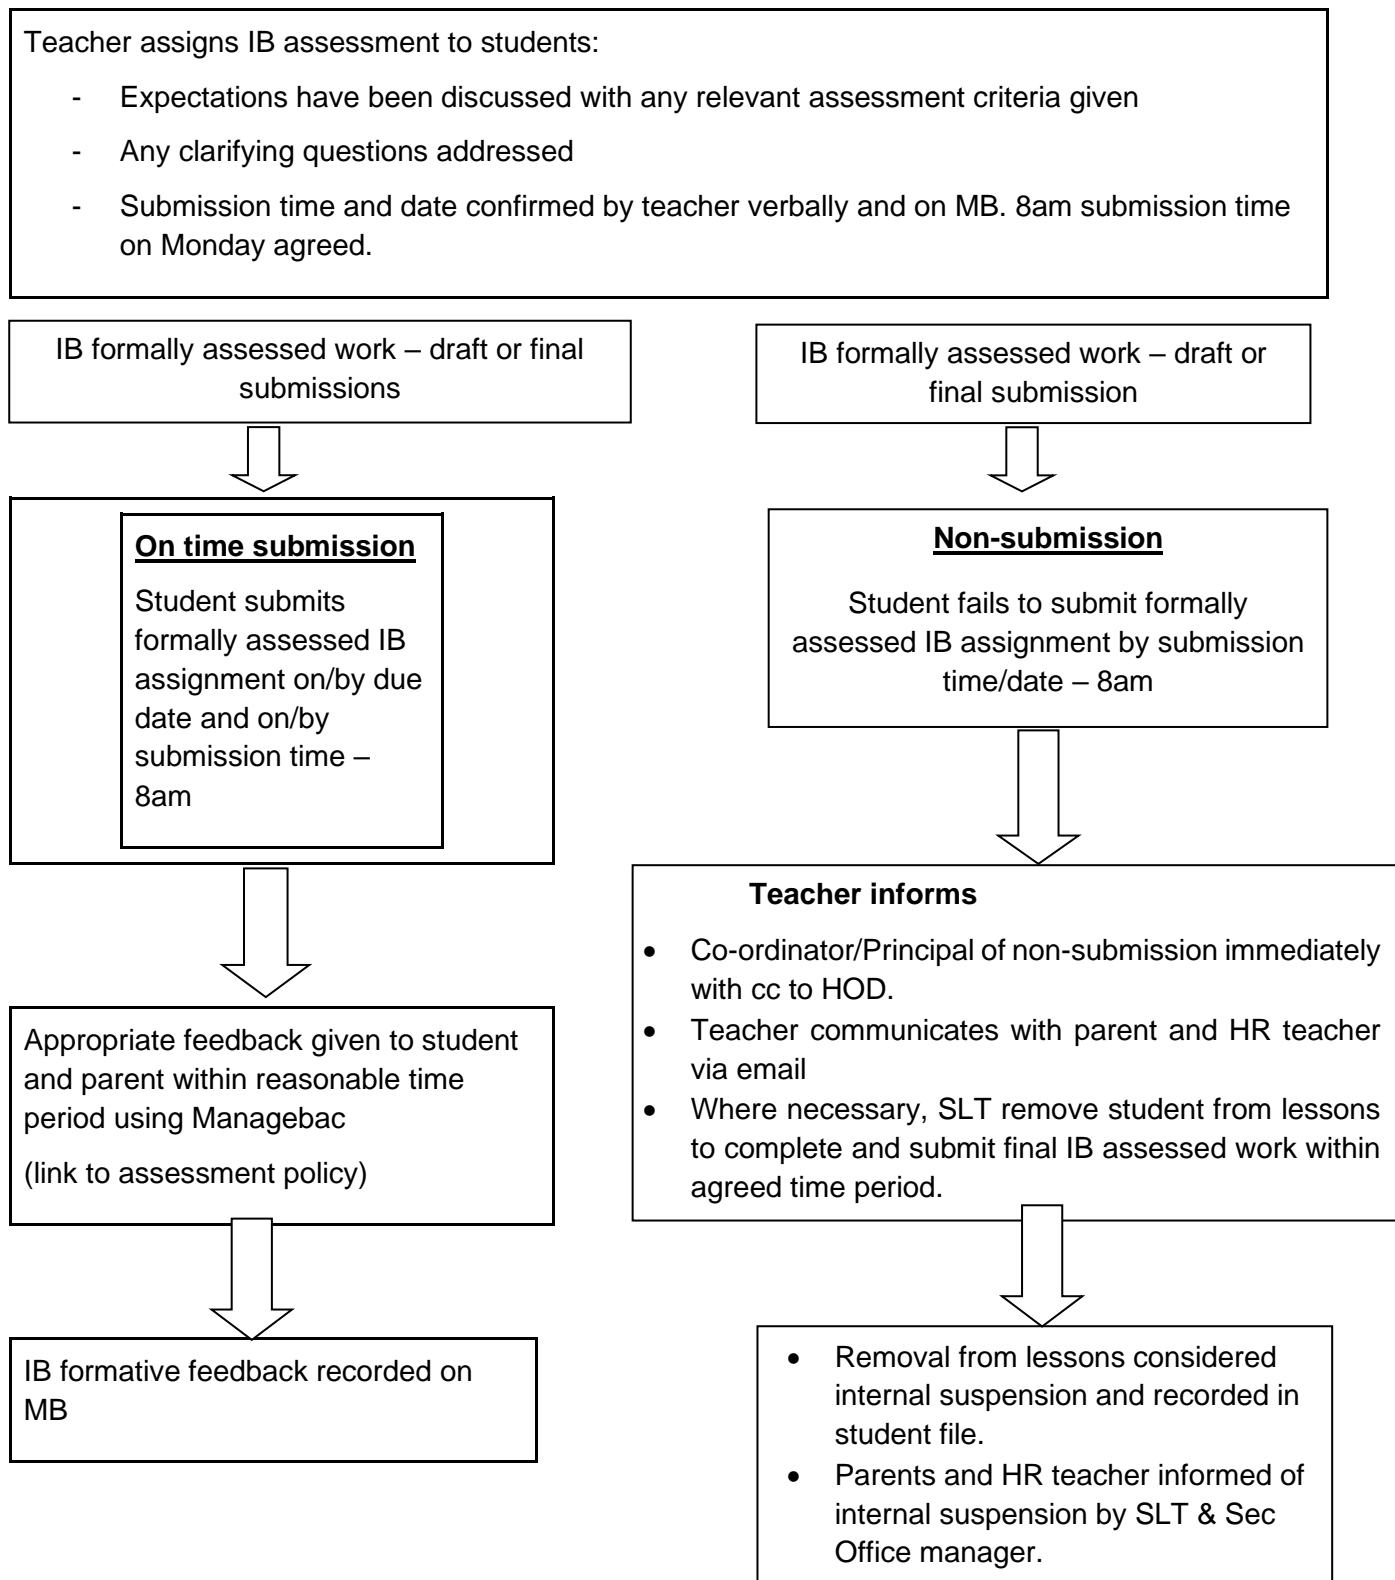 Teacher assigns IB assessment to students:
- Expectations have been discussed with any relevant assessment criteria given
- Any clarifying questions addressed
- Submission time and date confirmed by teacher verbally and on MB. 8am submission time
on Monday agreed.
IB formally assessed work – draft or final
submissions
On time submission
Student submits
formally assessed IB
assignment on/by due
date and on/by
submission time –
8am
Appropriate feedback given to student
and parent within reasonable time
period using Managebac
(link to assessment policy)
IB formative feedback recorded on
MB
IB formally assessed work – draft or
final submission
Non-submission
Student fails to submit formally
assessed IB assignment by submission
time/date – 8am
Teacher informs
• Co-ordinator/Principal of non-submission immediately
with cc to HOD.
• Teacher communicates with parent and HR teacher
via email
• Where necessary, SLT remove student from lessons
to complete and submit final IB assessed work within
agreed time period.
• Removal from lessons considered
internal suspension and recorded in
student file.
• Parents and HR teacher informed of
internal suspension by SLT & Sec
Office manager.